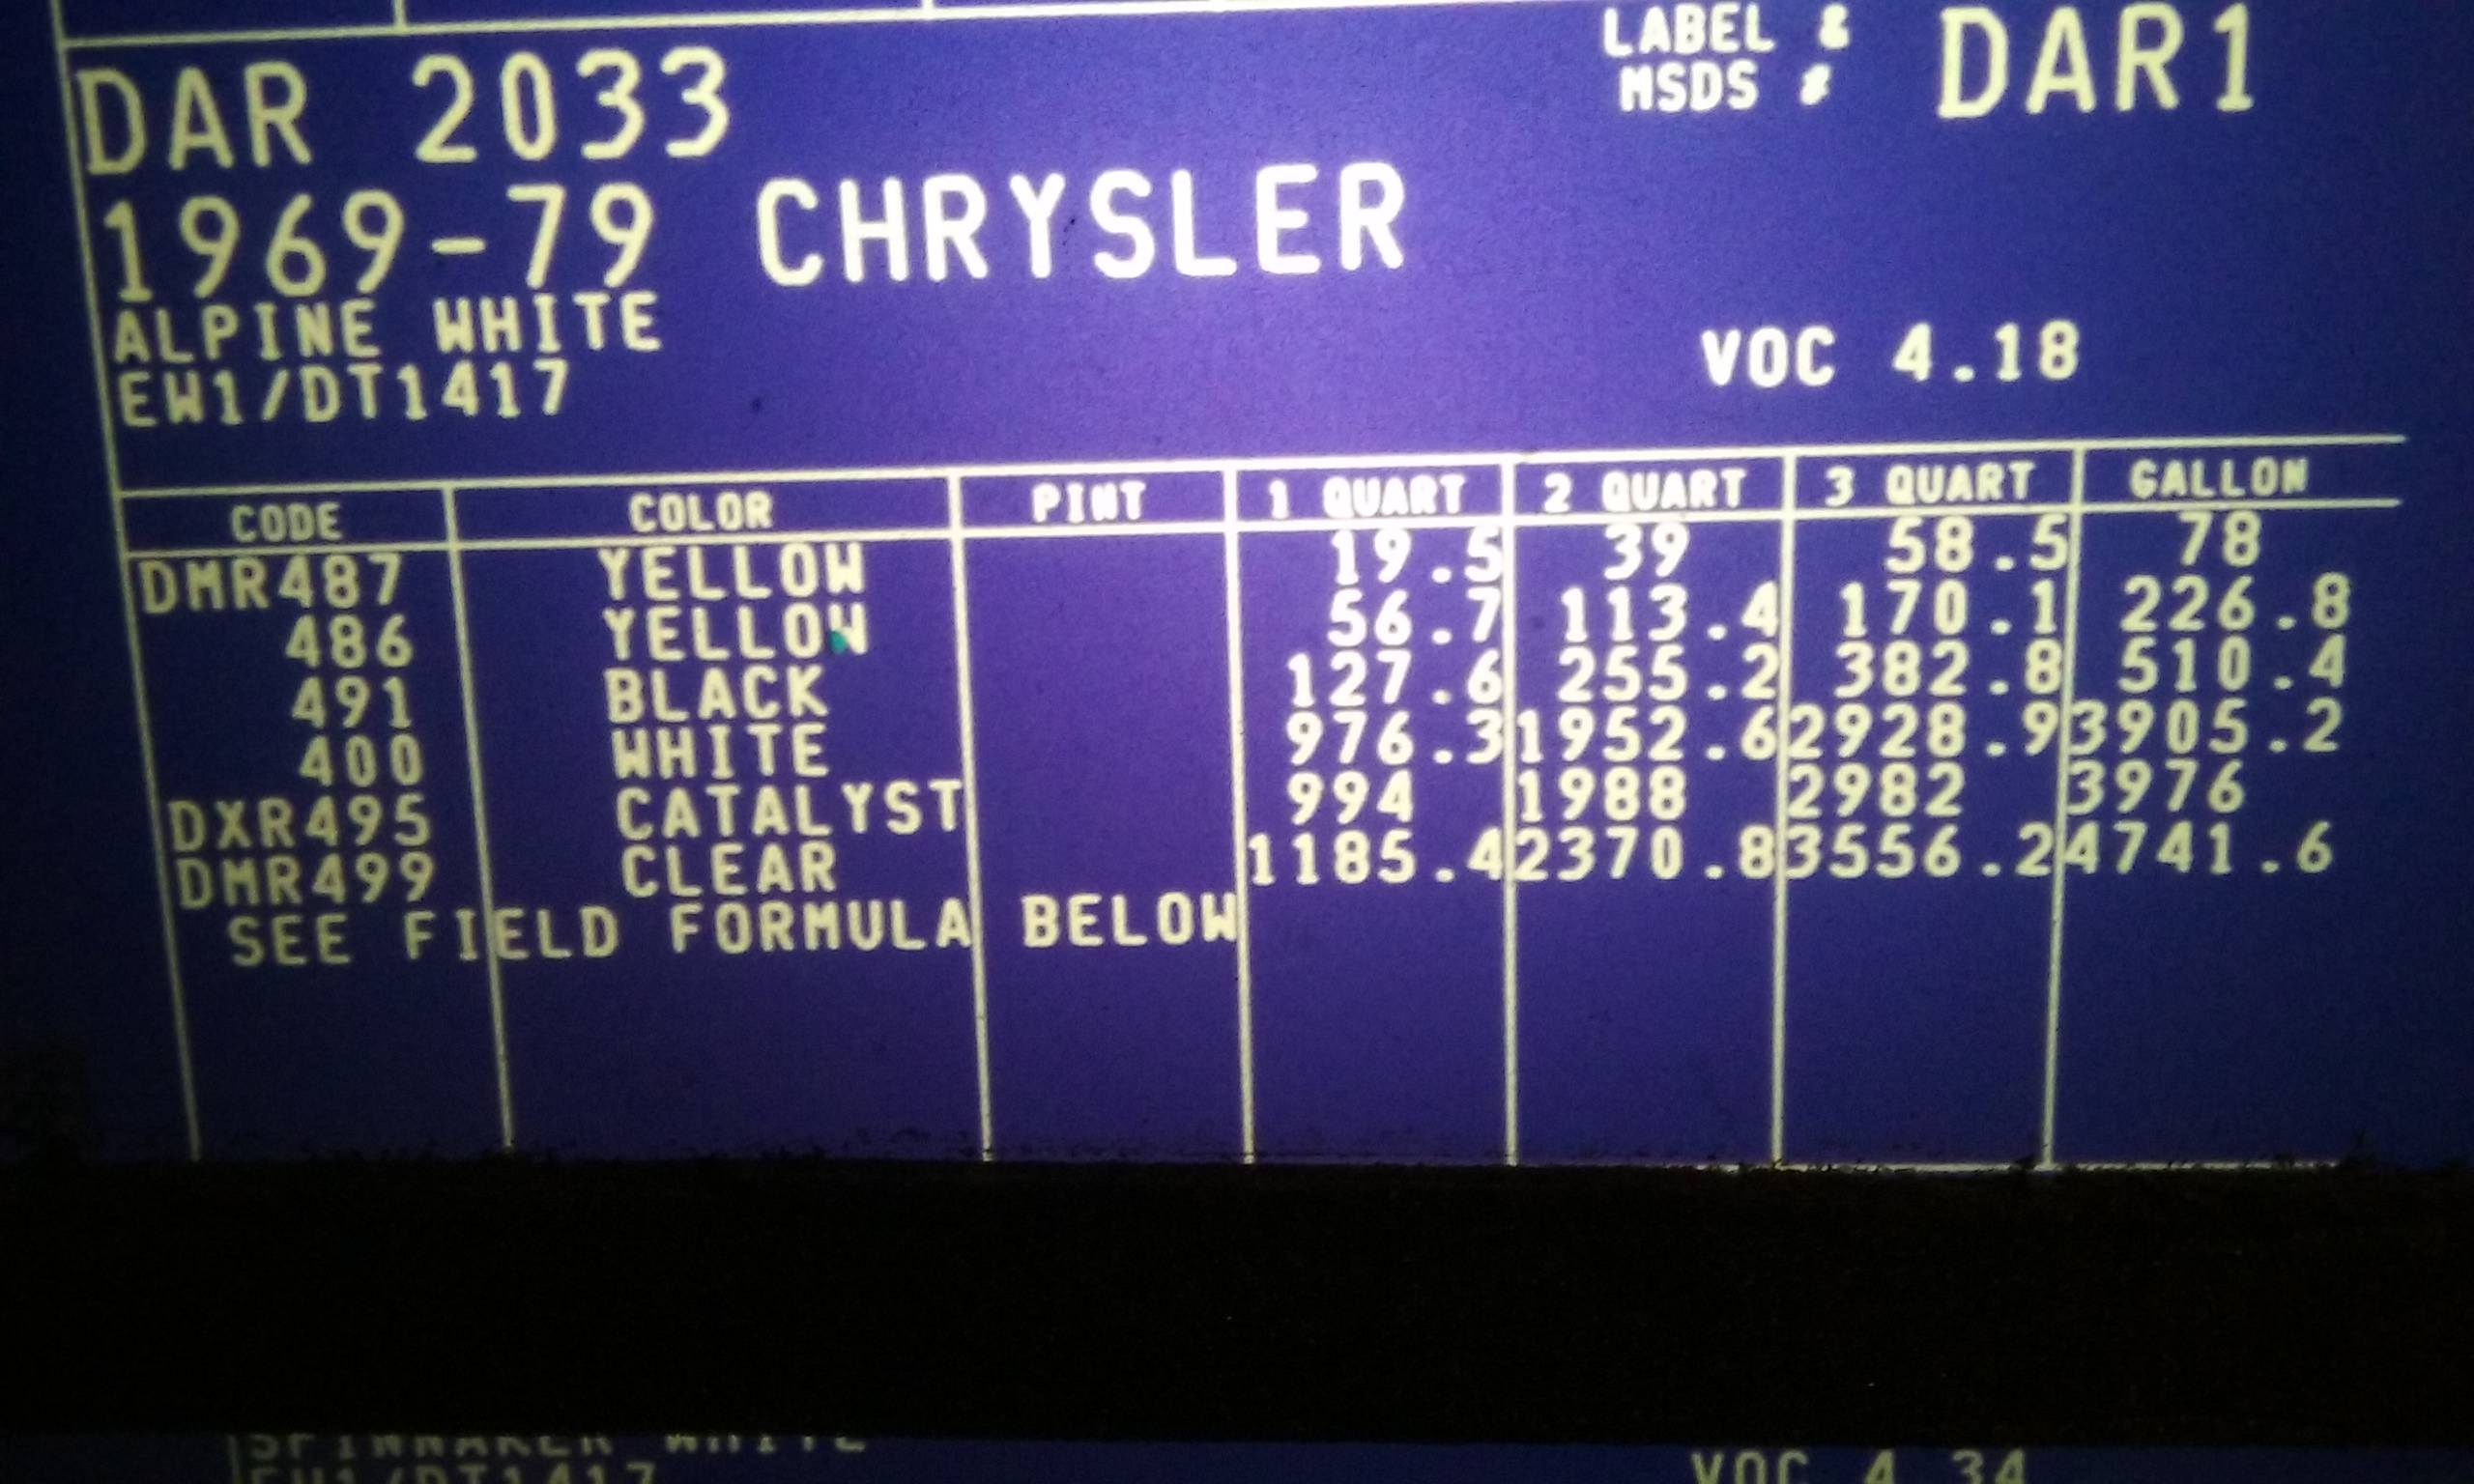 LABEL &
MSDS # DAR1
DAR 2033
1969-79 CHRYSLER
ALPINE WHITE
EW1/DT1417
VOC 4.18
CODE COLOR PINT 1 QUART 2 QUART 3 QUART GALLON
DMR487 YELLOW 19.5 39 58.5 78
486 YELLOW 56.7 113.4 170.1 226.8
491 BLACK 127.6 255.2 382.8 510.4
400 WHITE 976.3 1952.6 2928.9 3905.2
DXR495 CATALYST 994 1988 2982 3976
DMR499 CLEAR 1185.4 2370.8 3556.2 4741.6
SEE FIELD FORMULA BELOW
SPINNAKER WHITE
EW1/DT1417
VOC 4.34